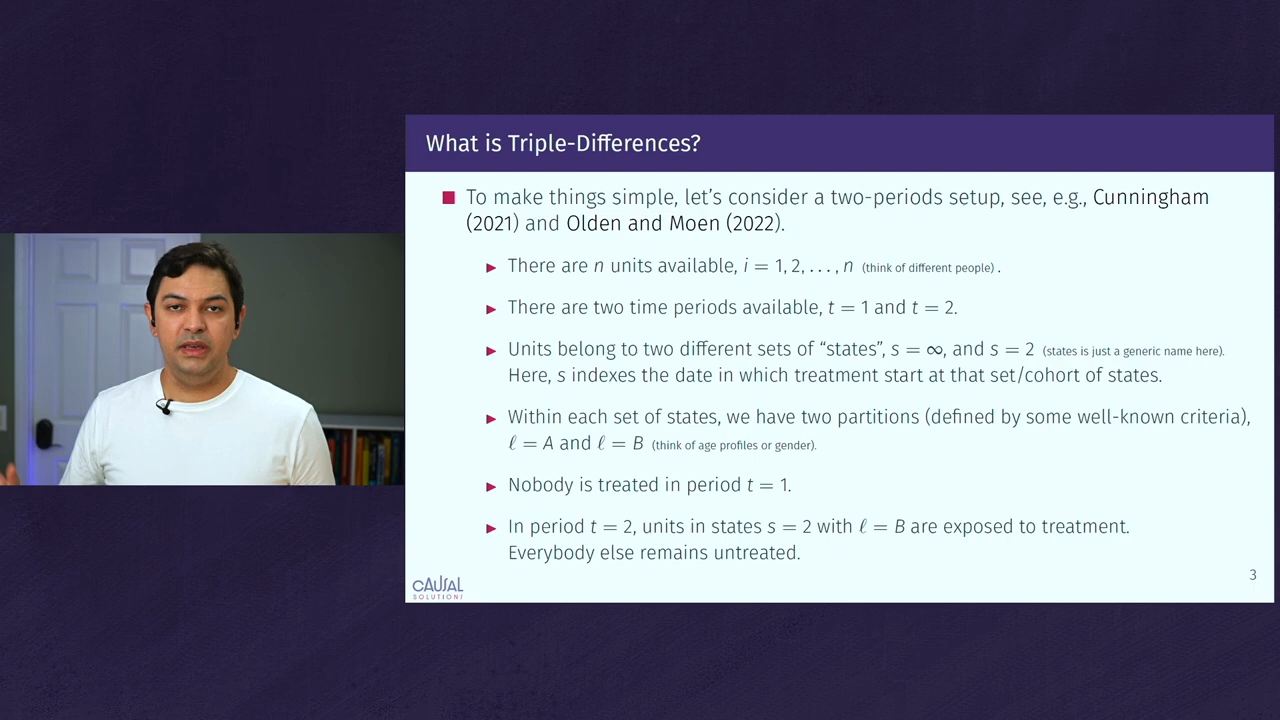 What is Triple-Differences?
■ To make things simple, let's consider a two-periods setup, see, e.g., Cunningham
(2021) and Olden and Moen (2022).
▶ There are n units available, i = 1, 2, . . . , n (think of different people) .
▶ There are two time periods available, t = 1 and t = 2.
▶ Units belong to two different sets of “states”, s = ∞, and s = 2 (states is just a generic name here).
Here, s indexes the date in which treatment start at that set/cohort of states.
▶ Within each set of states, we have two partitions (defined by some well-known criteria),
ℓ = A and ℓ = B (think of age profiles or gender).
▶ Nobody is treated in period t = 1.
▶ In period t = 2, units in states s = 2 with ℓ = B are exposed to treatment.
Everybody else remains untreated.
CAUSAL
SOLUTIONS
3